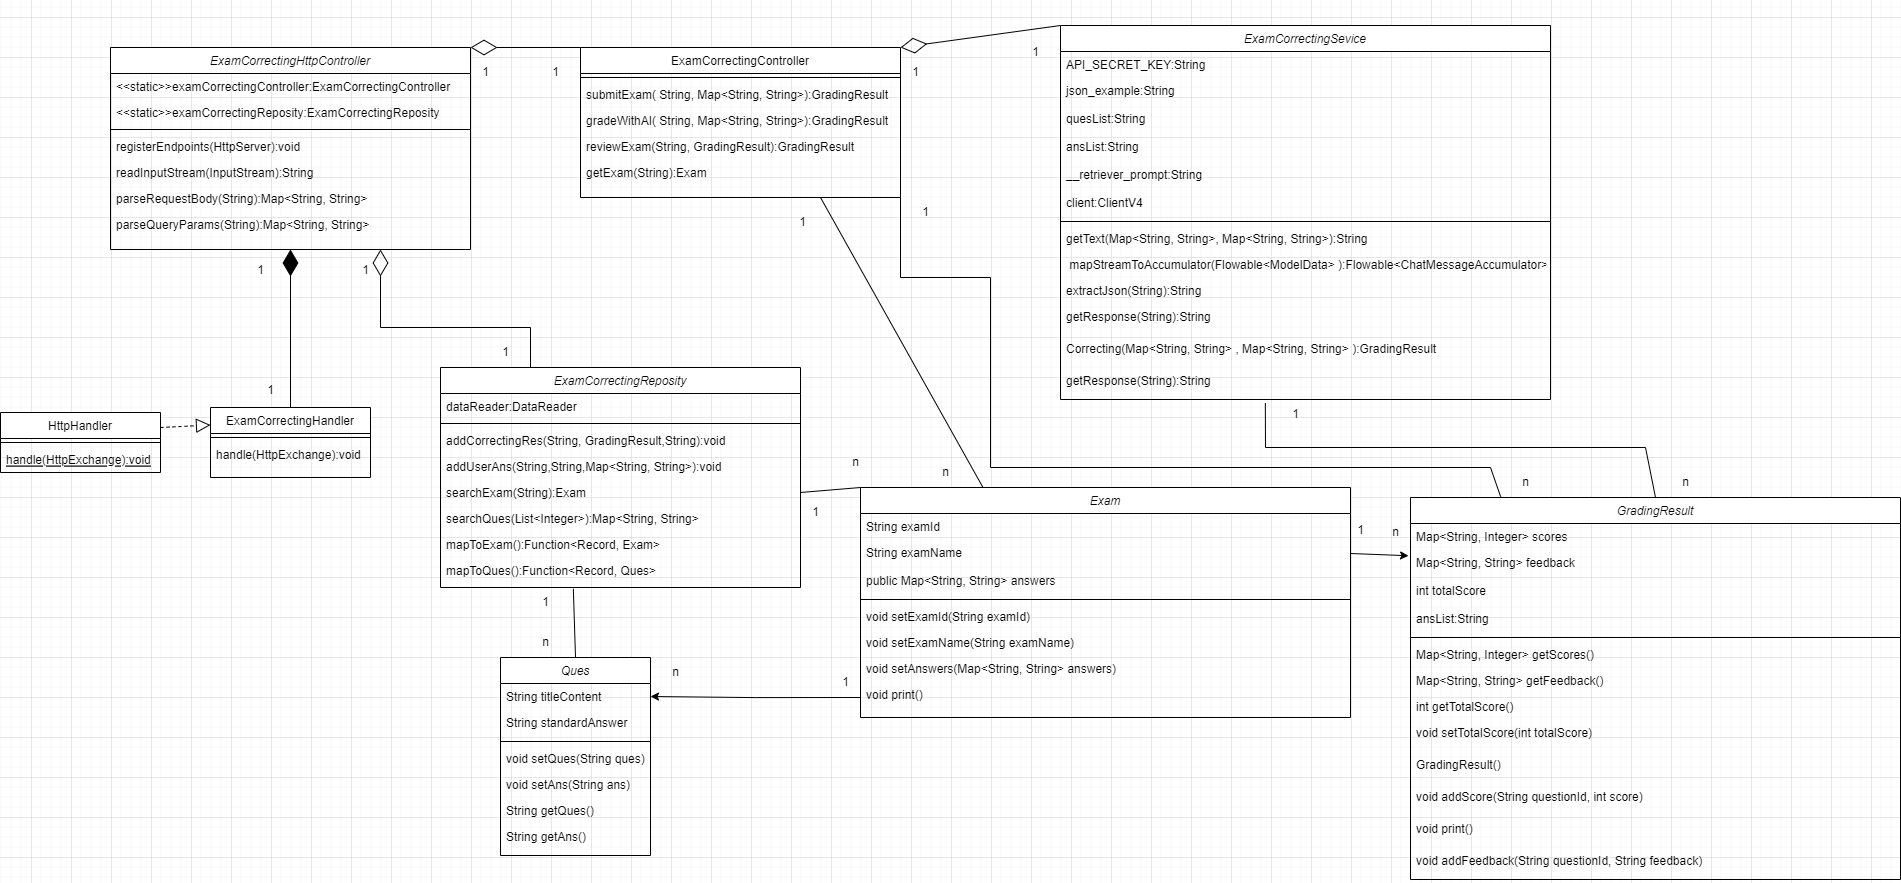 ExamCorrectingHttpController
<<static>>examCorrectingController:ExamCorrectingController
<<static>>examCorrectingReposity:ExamCorrectingReposity
registerEndpoints(HttpServer):void
readInputStream(InputStream):String
parseRequestBody(String):Map<String, String>
parseQueryParams(String):Map<String, String>
1
1
ExamCorrectingController
submitExam( String, Map<String, String>):GradingResult
gradeWithAI( String, Map<String, String>):GradingResult
reviewExam(String, GradingResult):GradingResult
getExam(String):Exam
1
1
ExamCorrectingSevice
API_SECRET_KEY:String
json_example:String
quesList:String
ansList:String
__retriever_prompt:String
client:ClientV4
getText(Map<String, String>, Map<String, String>):String
mapStreamToAccumulator(Flowable<ModelData> ):Flowable<ChatMessageAccumulator>
extractJson(String):String
getResponse(String):String
Correcting(Map<String, String> , Map<String, String> ):GradingResult
getResponse(String):String
1
1
1
1
1
1
1
HttpHandler
handle(HttpExchange):void
ExamCorrectingHandler
handle(HttpExchange):void
ExamCorrectingReposity
dataReader:DataReader
addCorrectingRes(String, GradingResult,String):void
addUserAns(String,String,Map<String, String>):void
searchExam(String):Exam
searchQues(List<Integer>):Map<String, String>
mapToExam():Function<Record, Exam>
mapToQues():Function<Record, Ques>
n
n
1
n
n
Exam
String examId
String examName
public Map<String, String> answers
void setExamId(String examId)
void setExamName(String examName)
void setAnswers(Map<String, String> answers)
void print()
1
n
GradingResult
Map<String, Integer> scores
Map<String, String> feedback
int totalScore
ansList:String
Map<String, Integer> getScores()
Map<String, String> getFeedback()
int getTotalScore()
void setTotalScore(int totalScore)
GradingResult()
void addScore(String questionId, int score)
void print()
void addFeedback(String questionId, String feedback)
1
n
n
1
Ques
String titleContent
String standardAnswer
void setQues(String ques)
void setAns(String ans)
String getQues()
String getAns()